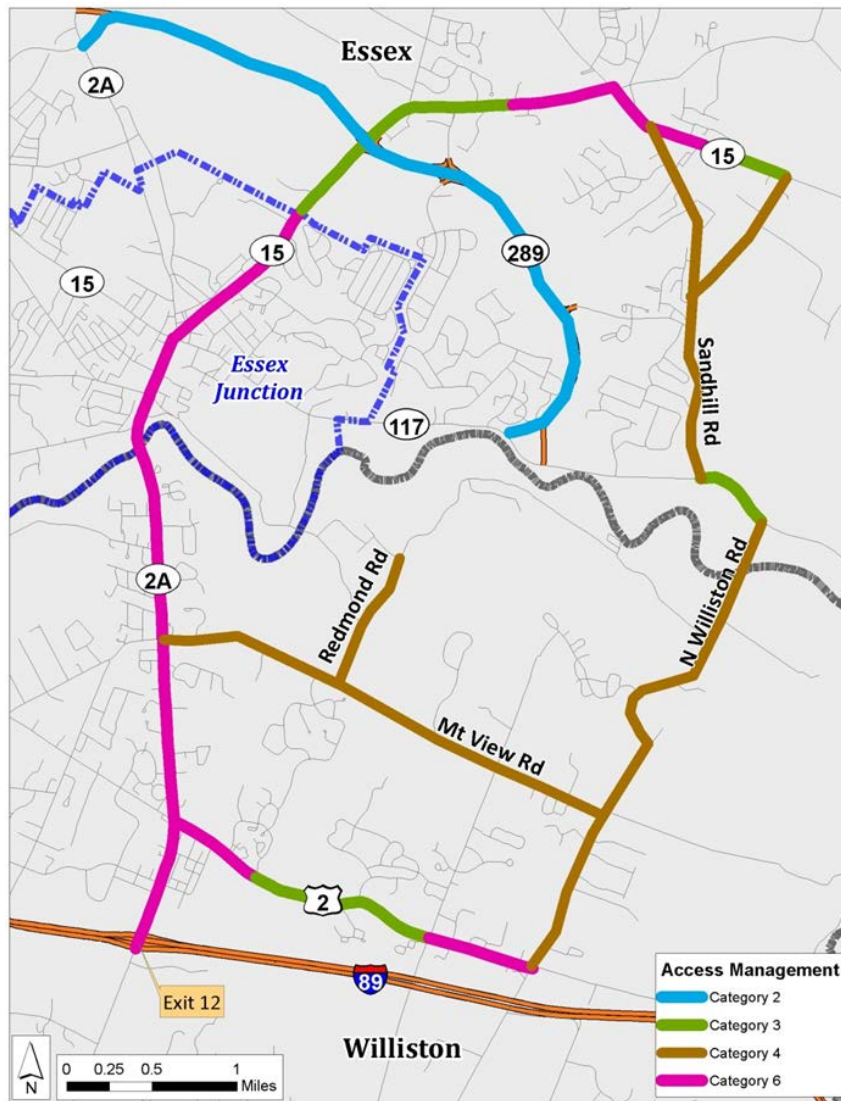 Essex
2A
15
15
289
15
Essex
Junction
117
Sandhill Rd
2A
Redmond Rd
N Williston Rd
Mt View Rd
2
89
Exit 12
Williston
Access Management
Category 2
Category 3
Category 4
Category 6
N
0 0.25 0.5 1
Miles